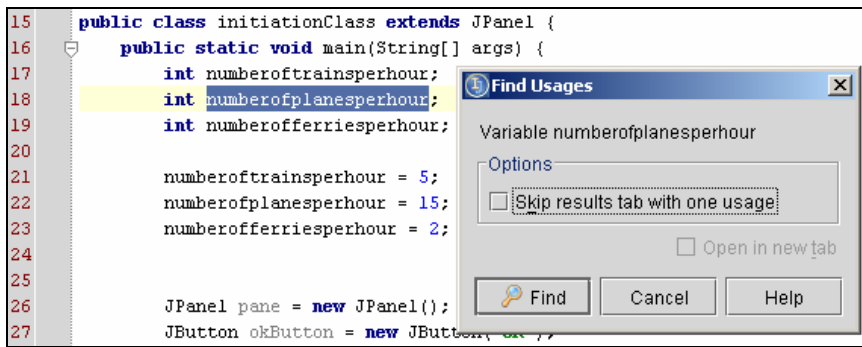 15 public class initiationClass extends JPanel {
16 public static void main(String[] args) {
17 int numberoftrainsperhour;
18 int numberofplanesperhour;
19 int numberofferriesperhour;
20
21 numberoftrainsperhour = 5;
22 numberofplanesperhour = 15;
23 numberofferriesperhour = 2;
24
25
26 JPanel pane = new JPanel();
27 JButton okButton = new JButton(
Find Usages
Variable numberofplanesperhour
Options
Skip results tab with one usage
Open in new tab
Find Cancel Help